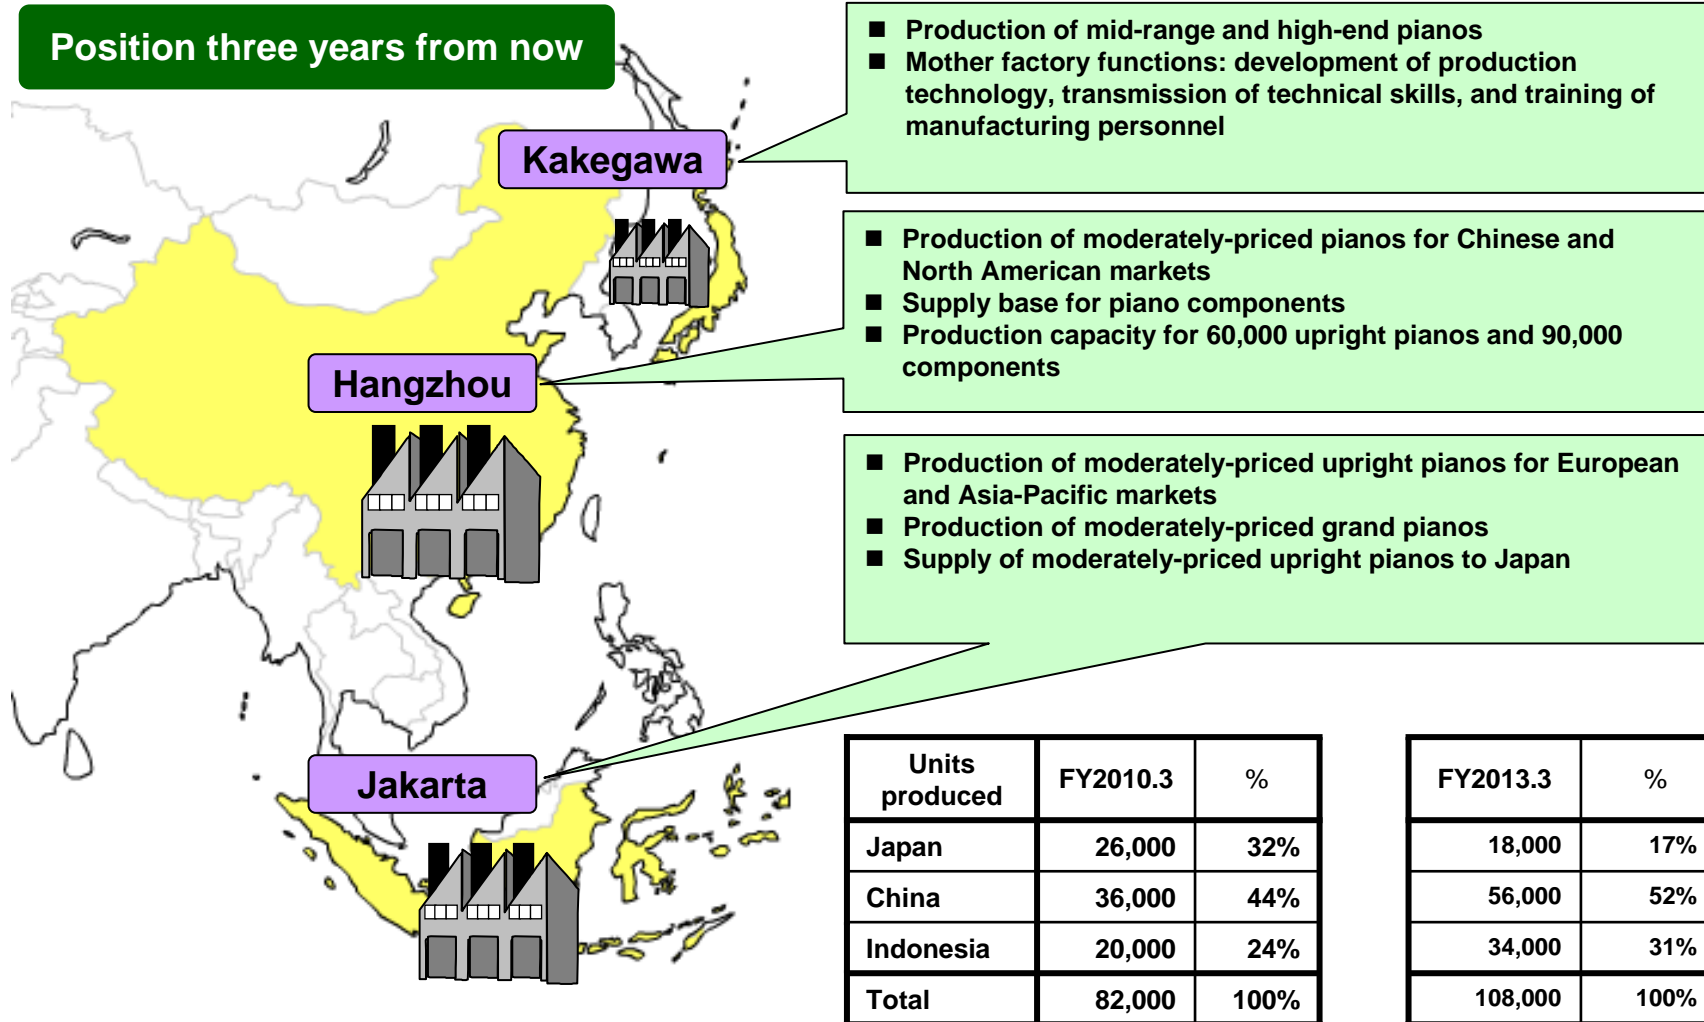 Position three years from now
■ Production of mid-range and high-end pianos
■ Mother factory functions: development of production
technology, transmission of technical skills, and training of
manufacturing personnel
Kakegawa
■ Production of moderately-priced pianos for Chinese and
North American markets
■ Supply base for piano components
■ Production capacity for 60,000 upright pianos and 90,000
components
Hangzhou
■ Production of moderately-priced upright pianos for European
and Asia-Pacific markets
■ Production of moderately-priced grand pianos
■ Supply of moderately-priced upright pianos to Japan
Jakarta
Units
produced FY2010.3 % FY2013.3 %
Japan 26,000 32% 18,000 17%
China 36,000 44% 56,000 52%
Indonesia 20,000 24% 34,000 31%
Total 82,000 100% 108,000 100%